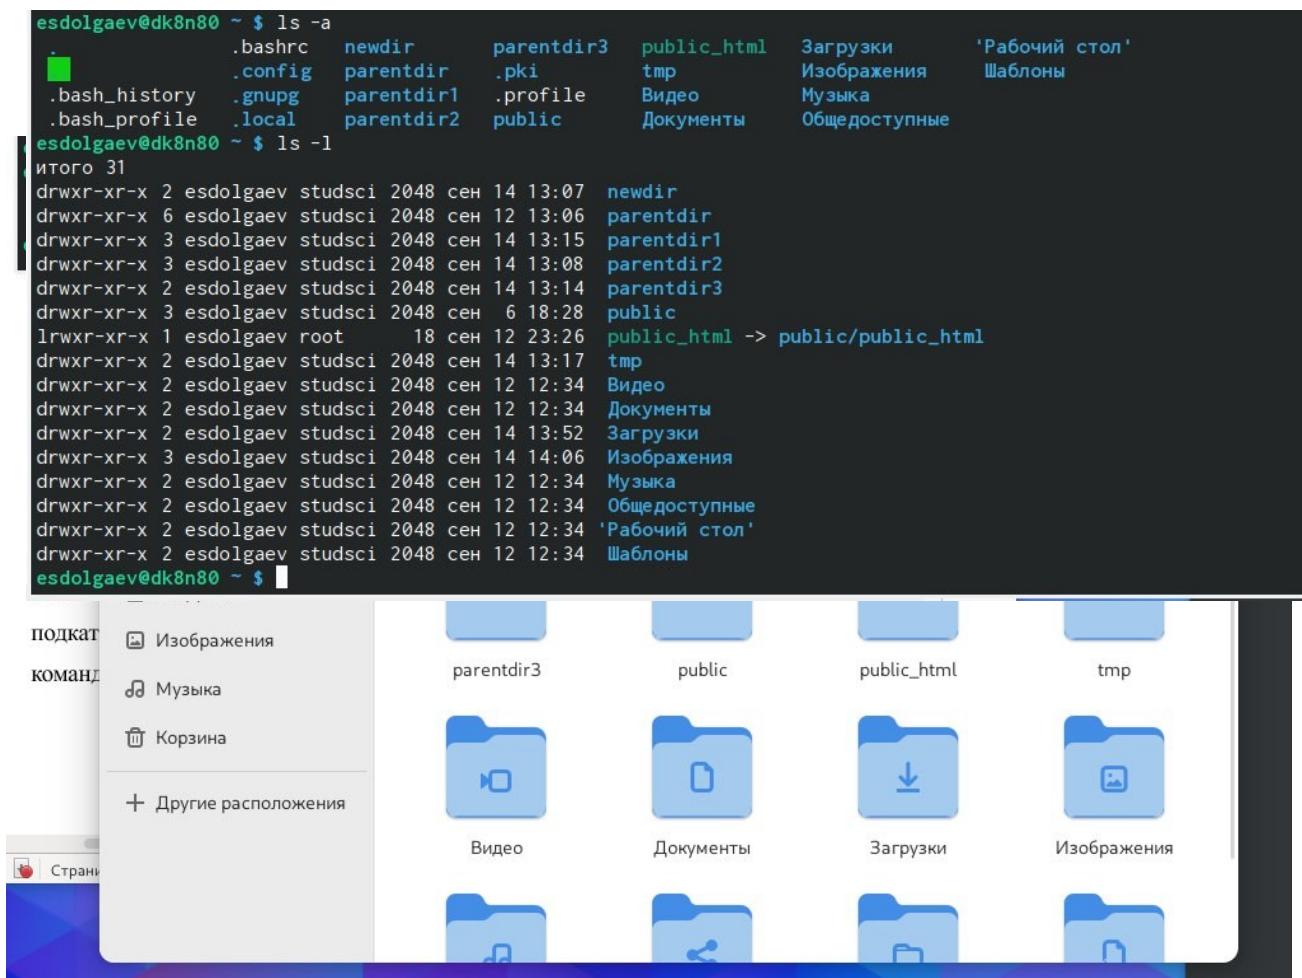 esdolgaev@dk8n80 ~ $ ls -a
. .bashrc newdir parentdir3 public_html Загрузки 'Рабочий стол'
.config parentdir .pki tmp Изображения Шаблоны
.bash_history .gnupg parentdir1 .profile Видео Музыка
.bash_profile .local parentdir2 public Документы Общедоступные
esdolgaev@dk8n80 ~ $ ls -l
итого 31
drwxr-xr-x 2 esdolgaev studsci 2048 сен 14 13:07 newdir
drwxr-xr-x 6 esdolgaev studsci 2048 сен 12 13:06 parentdir
drwxr-xr-x 3 esdolgaev studsci 2048 сен 14 13:15 parentdir1
drwxr-xr-x 3 esdolgaev studsci 2048 сен 14 13:08 parentdir2
drwxr-xr-x 2 esdolgaev studsci 2048 сен 14 13:14 parentdir3
drwxr-xr-x 3 esdolgaev studsci 2048 сен 6 18:28 public
lrwxr-xr-x 1 esdolgaev root 18 сен 12 23:26 public_html -> public/public_html
drwxr-xr-x 2 esdolgaev studsci 2048 сен 14 13:17 tmp
drwxr-xr-x 2 esdolgaev studsci 2048 сен 12 12:34 Видео
drwxr-xr-x 2 esdolgaev studsci 2048 сен 12 12:34 Документы
drwxr-xr-x 2 esdolgaev studsci 2048 сен 14 13:52 Загрузки
drwxr-xr-x 3 esdolgaev studsci 2048 сен 14 14:06 Изображения
drwxr-xr-x 2 esdolgaev studsci 2048 сен 12 12:34 Музыка
drwxr-xr-x 2 esdolgaev studsci 2048 сен 12 12:34 Общедоступные
drwxr-xr-x 2 esdolgaev studsci 2048 сен 12 12:34 'Рабочий стол'
drwxr-xr-x 2 esdolgaev studsci 2048 сен 12 12:34 Шаблоны
esdolgaev@dk8n80 ~ $
подкат
команд
Страни
Изображения
Музыка
Корзина
Другие расположения
parentdir3 public public_html tmp
Видео Документы Загрузки Изображения